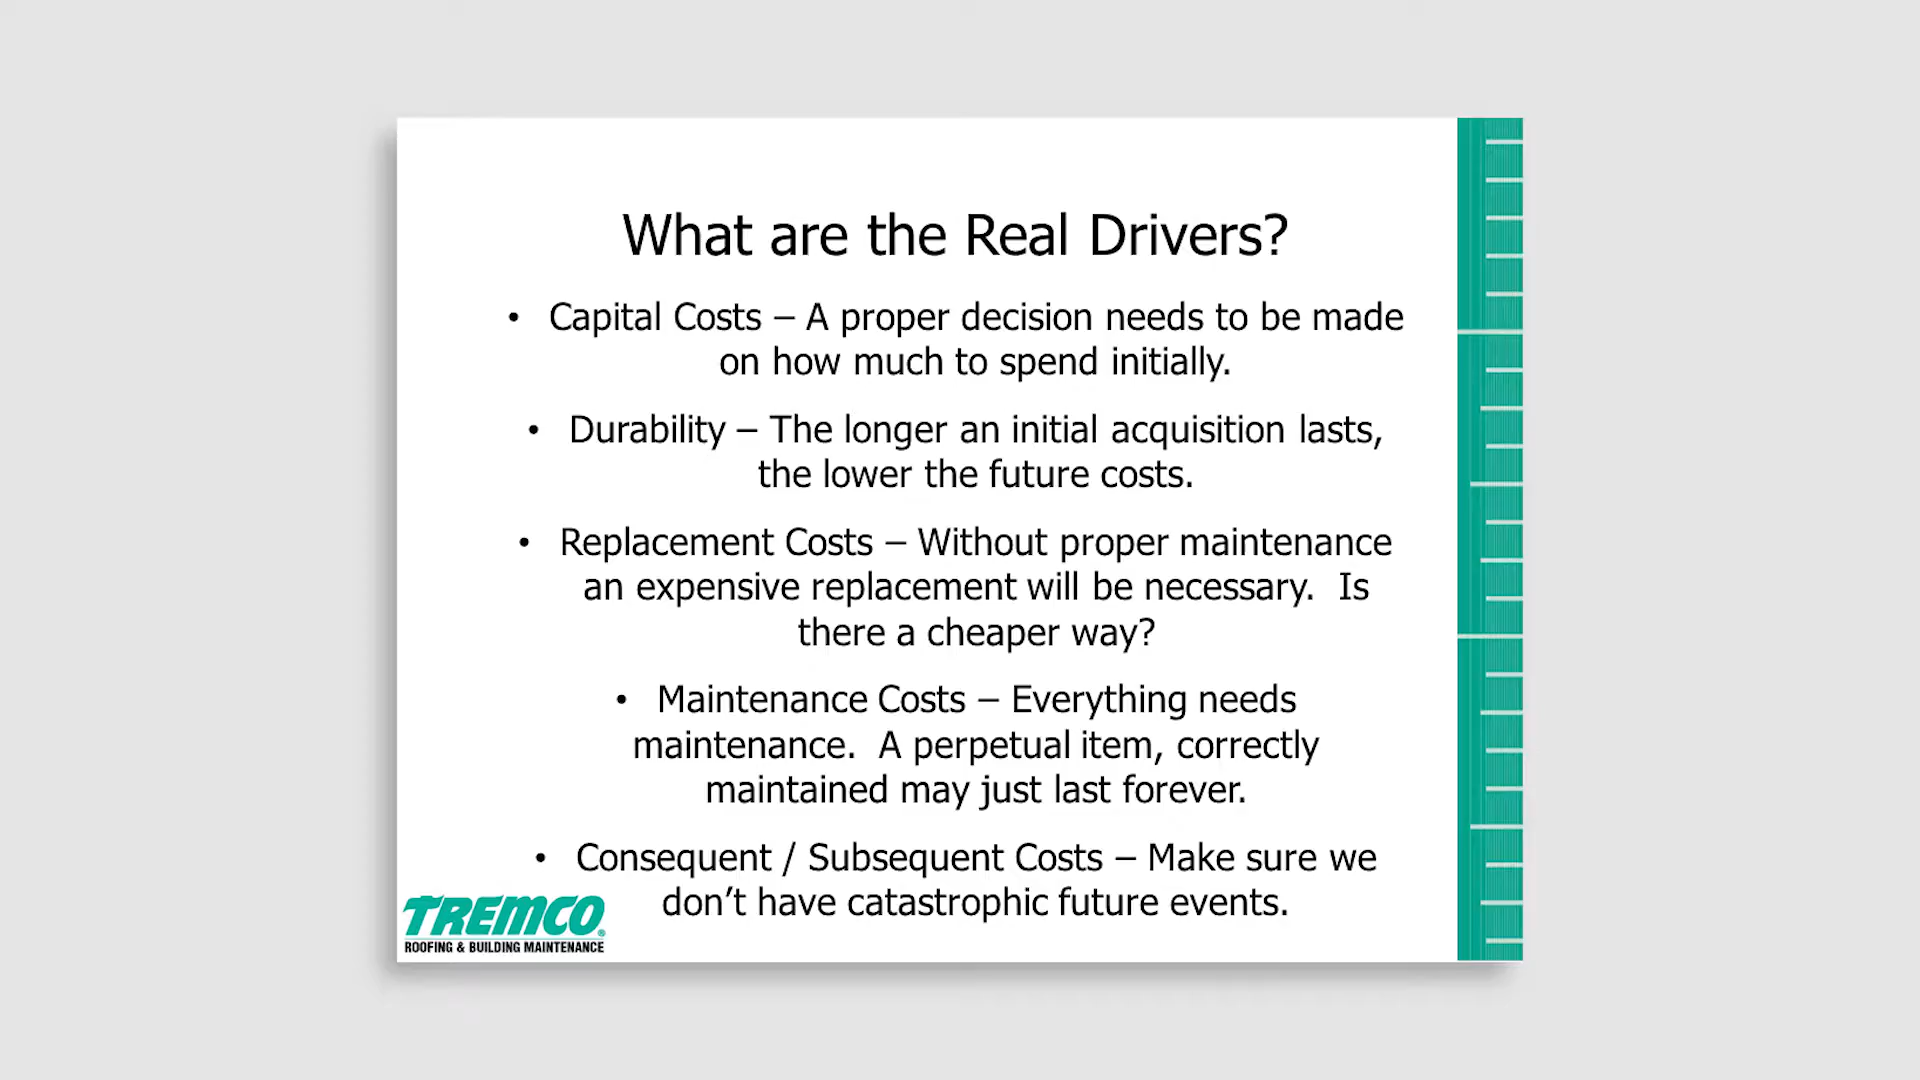 What are the Real Drivers?
• Capital Costs – A proper decision needs to be made
on how much to spend initially.
• Durability – The longer an initial acquisition lasts,
the lower the future costs.
• Replacement Costs – Without proper maintenance
an expensive replacement will be necessary.  Is
there a cheaper way?
• Maintenance Costs – Everything needs
maintenance.  A perpetual item, correctly
maintained may just last forever.
• Consequent / Subsequent Costs – Make sure we
don’t have catastrophic future events.
TREMCO®
ROOFING & BUILDING MAINTENANCE